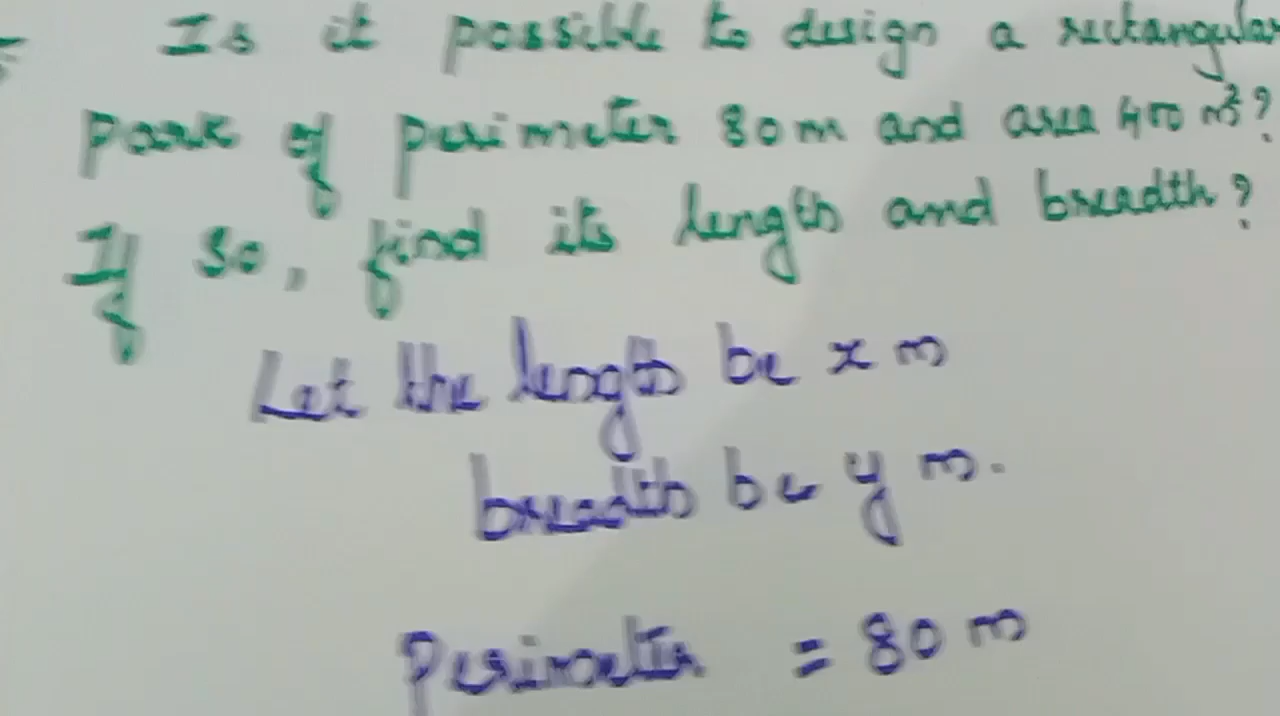 Is it possible to design a rectangular
park of perimeter 80 m and area 400 m²?
If so, find its length and breadth?
Let the length be x m
breadth be y m.
Perimeter = 80 m